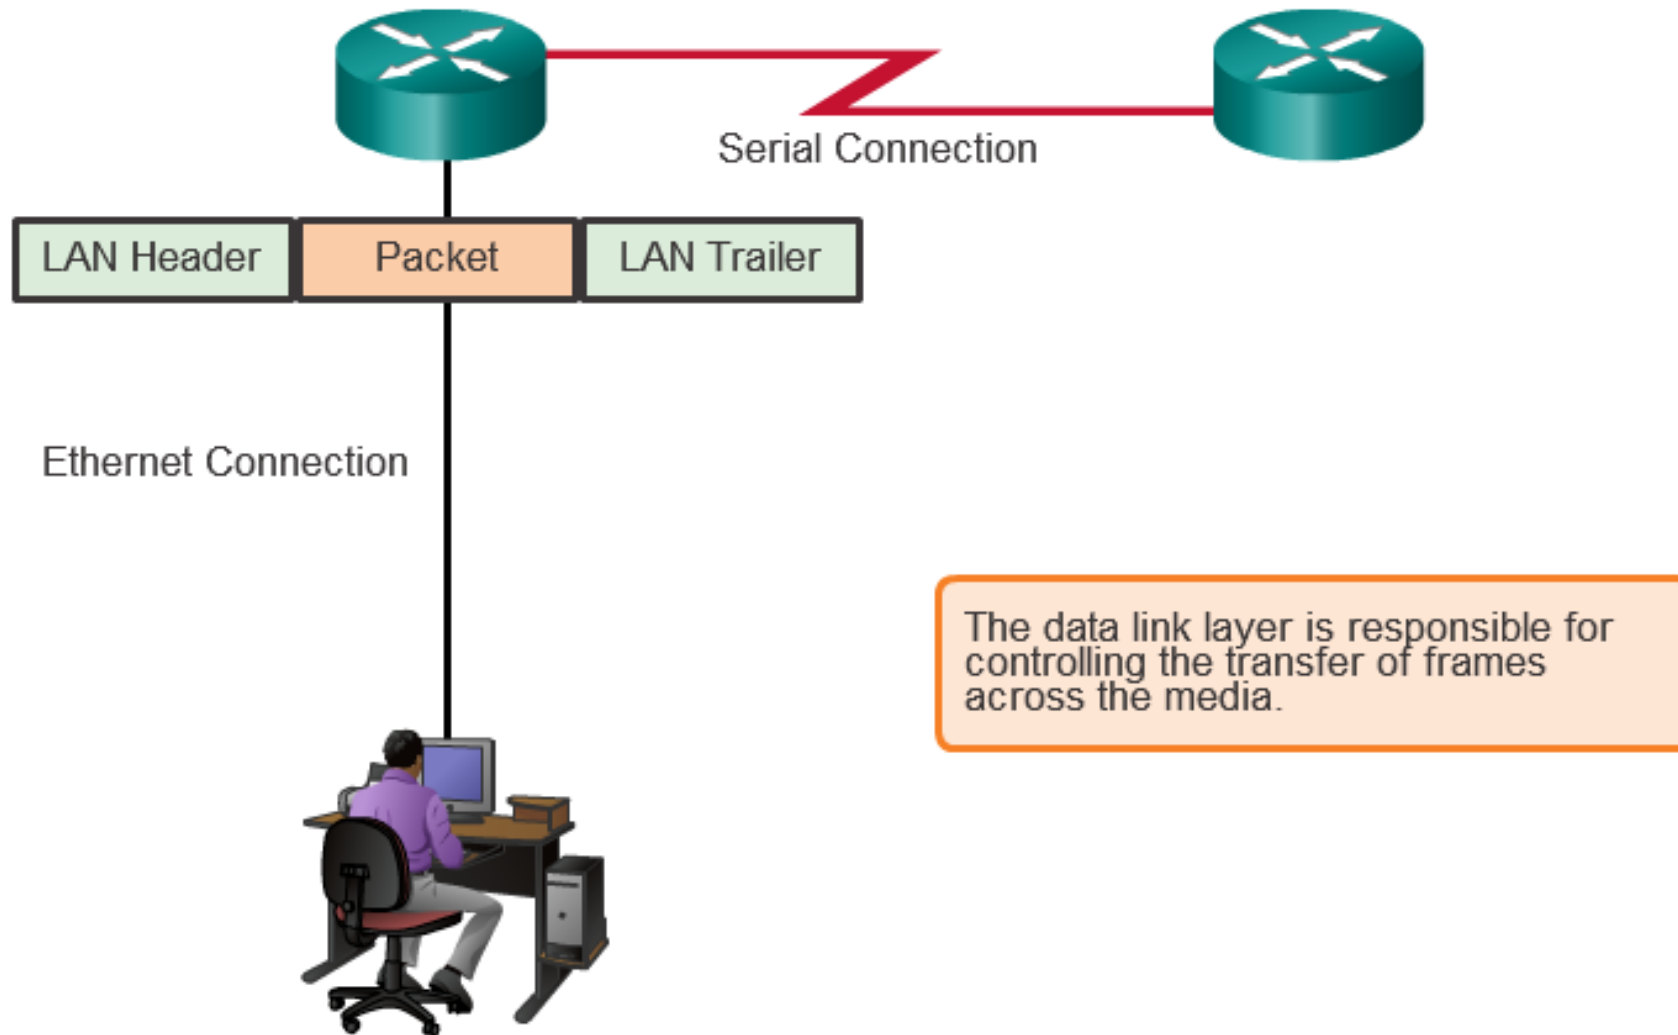 Serial Connection
LAN Header
Packet
LAN Trailer
Ethernet Connection
The data link layer is responsible for
controlling the transfer of frames
across the media.